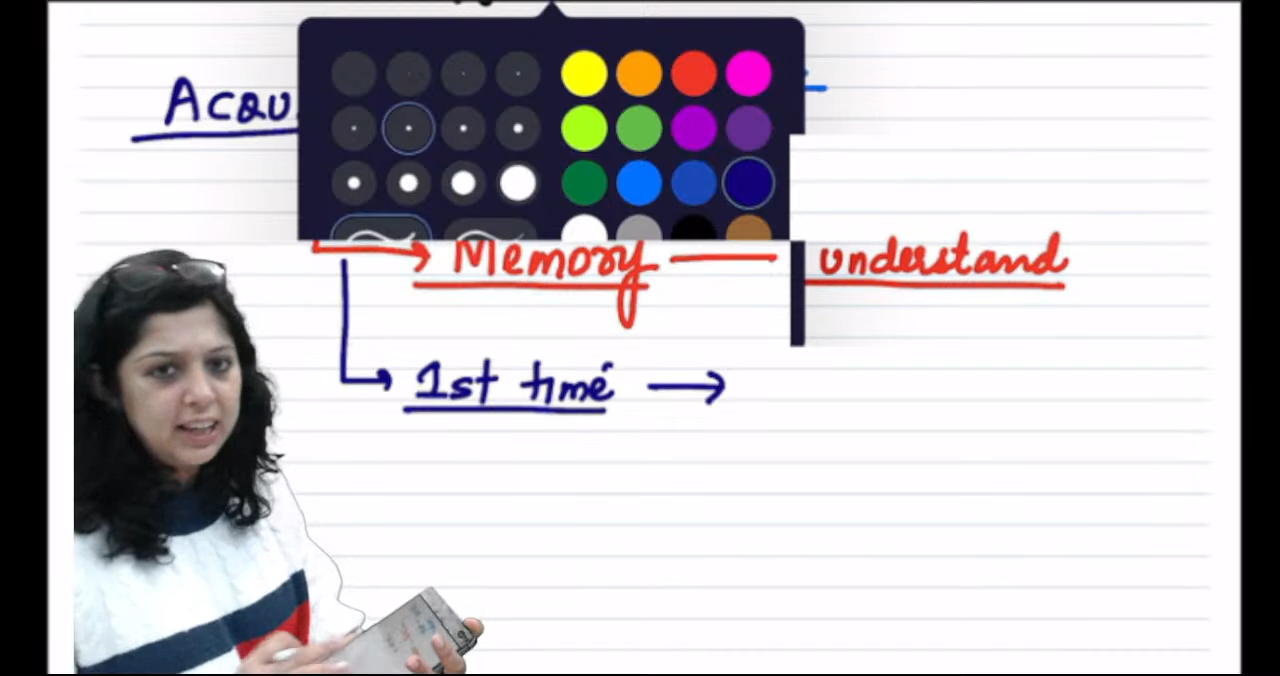 Acqu
Memory — understand
1st time →